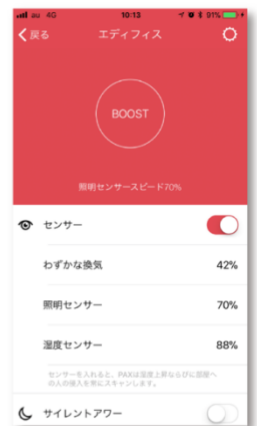 au 4G 10:13 91%
戻る エディフィス
BOOST
照明センサースピード70%
センサー
わずかな換気 42%
照明センサー 70%
湿度センサー 88%
センサーを入れると、PAXは湿度上昇ならびに部屋へ
の人の侵入を常にスキャンします。
サイレントアワー